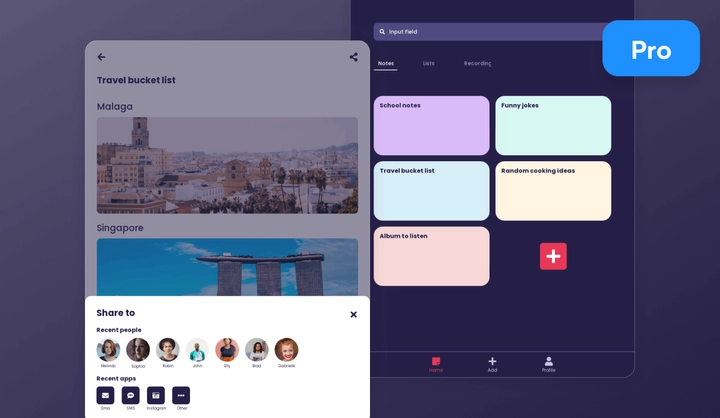 Pro
Input Field
Notes
Lists
Recording
School notes
Funny jokes
Travel bucket list
Random cooking ideas
Album to listen
Home
Add
Profile
Travel bucket list
Malaga
Singapore
Share to
Recent people
Melinda
Sophia
Robin
John
Elly
Brad
Gabrielle
Recent apps
SMS
Instagram
Other